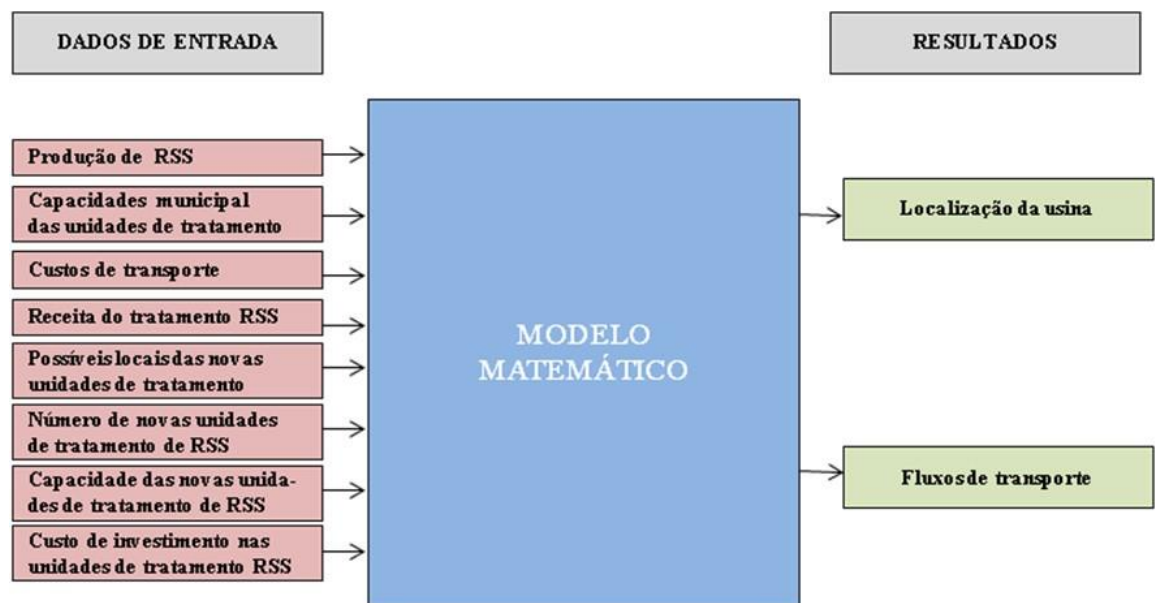 DADOS DE ENTRADA
RESULTADOS
Produção de RSS
Capacidades municipal
das unidades de tratamento
Custos de transporte
Receita do tratamento RSS
Possíveis locais das novas
unidades de tratamento
Número de novas unidades
de tratamento de RSS
Capacidade das novas unida-
des de tratamento de RSS
Custo de investimento nas
unidades de tratamento RSS
MODELO
MATEMÁTICO
Localização da usina
Fluxos de transporte